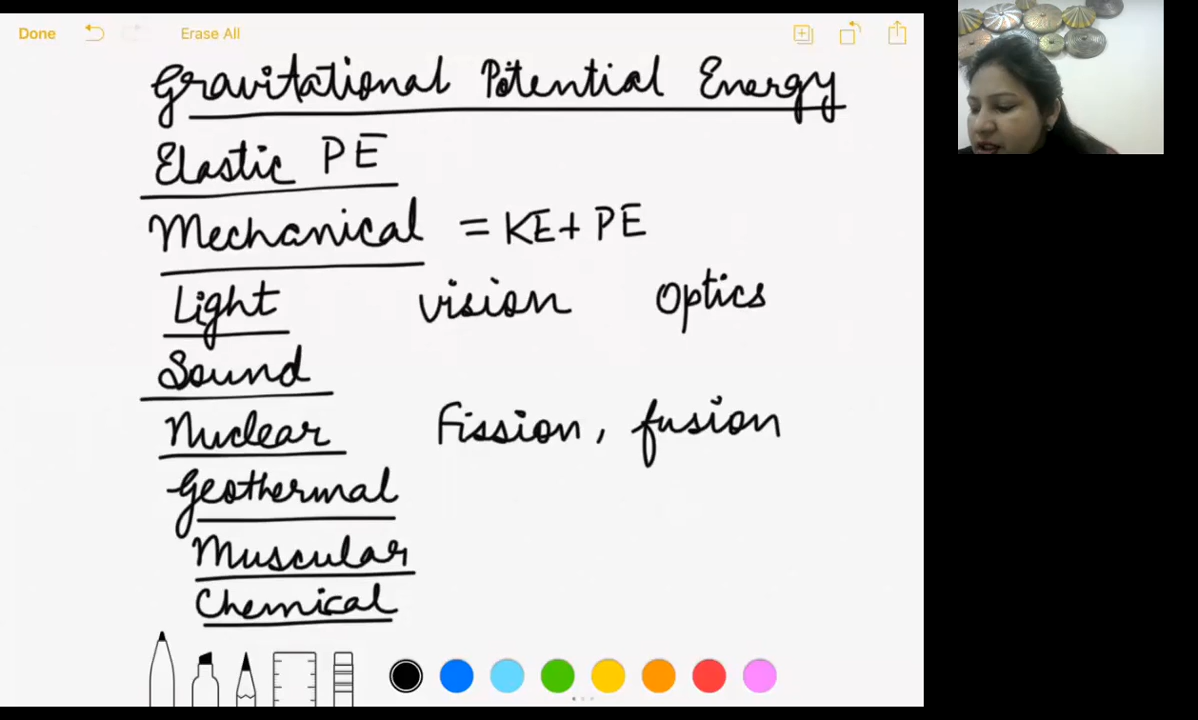 Done Erase All
Gravitational Potential Energy
Elastic PE
Mechanical = KE + PE
Light vision Optics
Sound
Nuclear Fission, fusion
Geothermal
Muscular
Chemical